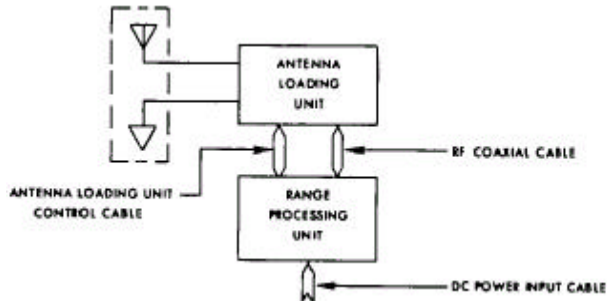 ANTENNA
LOADING
UNIT
RF COAXIAL CABLE
ANTENNA LOADING UNIT
CONTROL CABLE
RANGE
PROCESSING
UNIT
DC POWER INPUT CABLE